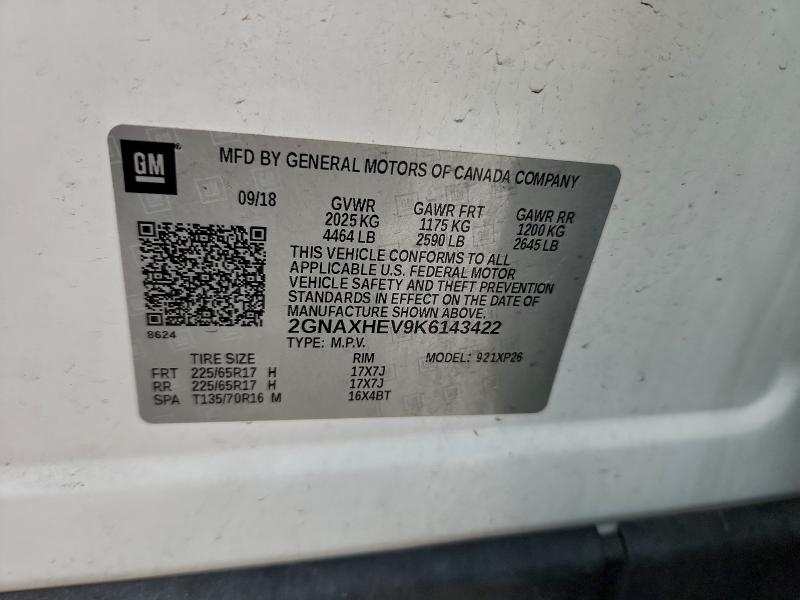 GM
MFD BY GENERAL MOTORS OF CANADA COMPANY
09/18
GVWR GAWR FRT GAWR RR
2025 KG 1175 KG 1200 KG
4464 LB 2590 LB 2645 LB
THIS VEHICLE CONFORMS TO ALL
APPLICABLE U.S. FEDERAL MOTOR
VEHICLE SAFETY AND THEFT PREVENTION
STANDARDS IN EFFECT ON THE DATE OF
MANUFACTURE SHOWN ABOVE.
8624
2GNAXHEV9K6143422
TYPE: M.P.V. MODEL: 921XP26
TIRE SIZE RIM
FRT 225/65R17 H 17X7J
RR 225/65R17 H 17X7J
SPA T135/70R16 M 16X4BT